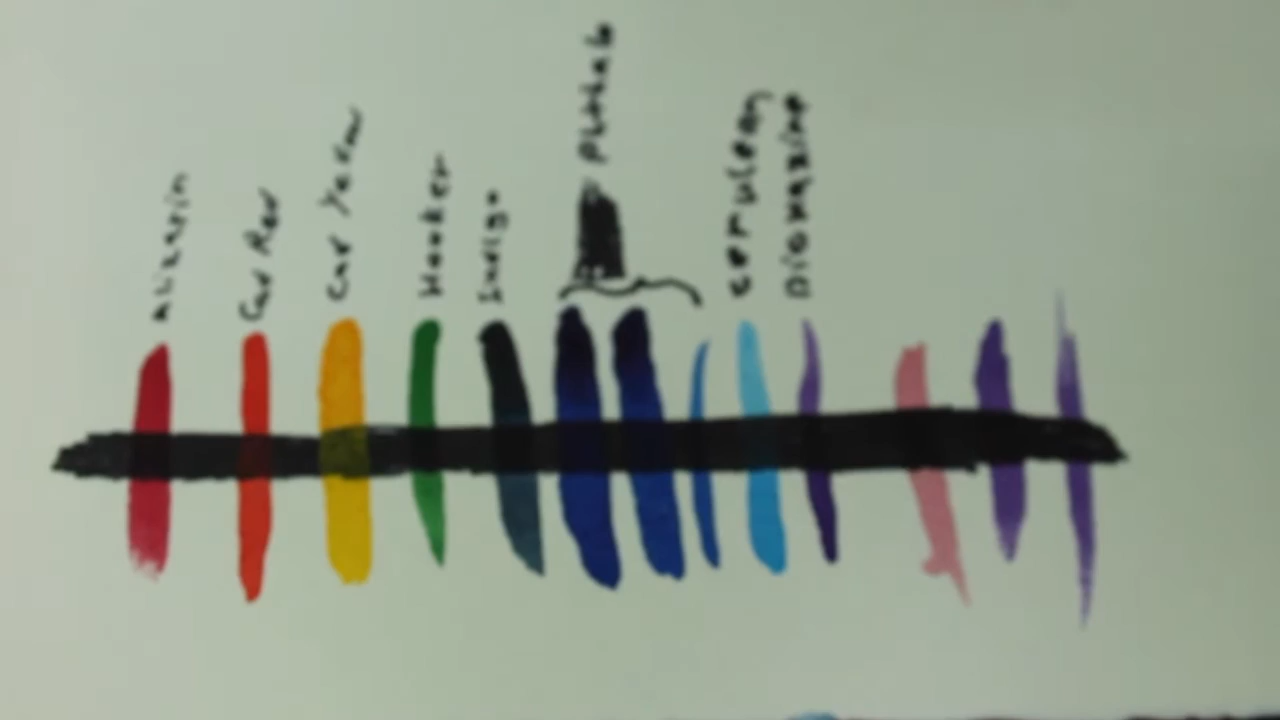 Alizarin
Cad Red
Cad Yellow
Hooker
Indigo
Phthalo
Cerulean
Dioxazine